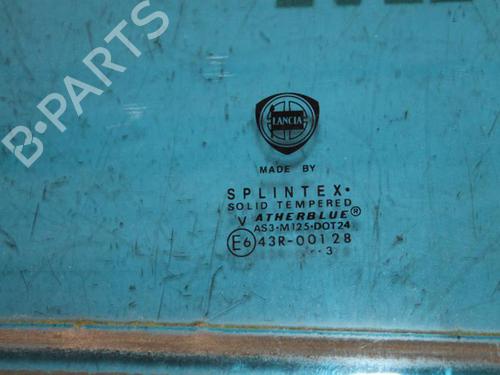 B·PARTS
LANCIA
MADE BY
SPLINTEX·
SOLID TEMPERED
V ATHERBLUE®
AS3·M125·DOT24
E6 43R-00128
·· 3